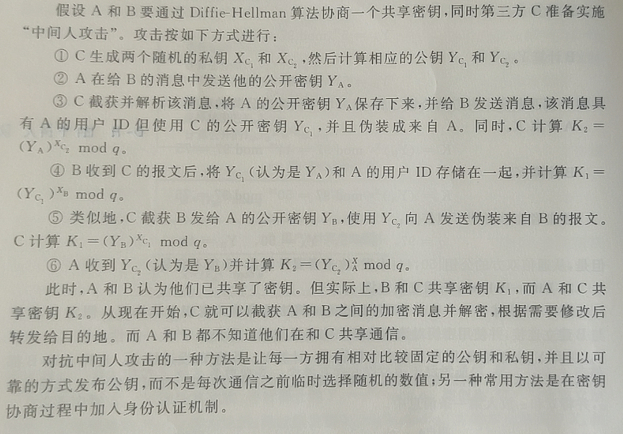 假设 A 和 B 要通过 Diffie-Hellman 算法协商一个共享密钥,同时第三方 C 准备实施
“中间人攻击”。攻击按如下方式进行:
① C 生成两个随机的私钥 X_{C_1} 和 X_{C_2},然后计算相应的公钥 Y_{C_1} 和 Y_{C_2}。
② A 在给 B 的消息中发送他的公开密钥 Y_A。
③ C 截获并解析该消息,将 A 的公开密钥 Y_A 保存下来,并给 B 发送消息,该消息具
有 A 的用户 ID 但使用 C 的公开密钥 Y_{C_1},并且伪装成来自 A。同时,C 计算 K_2 =
(Y_A)^{X_{C_2}} mod q。
④ B 收到 C 的报文后,将 Y_{C_1}(认为是 Y_A)和 A 的用户 ID 存储在一起,并计算 K_1 =
(Y_{C_1})^{X_B} mod q。
⑤ 类似地,C 截获 B 发给 A 的公开密钥 Y_B,使用 Y_{C_2} 向 A 发送伪装来自 B 的报文。
C 计算 K_1 = (Y_B)^{X_{C_1}} mod q。
⑥ A 收到 Y_{C_2}(认为是 Y_B)并计算 K_2 = (Y_{C_2})_A^X mod q。
此时,A 和 B 认为他们已共享了密钥。但实际上,B 和 C 共享密钥 K_1,而 A 和 C 共
享密钥 K_2。从现在开始,C 就可以截获 A 和 B 之间的加密消息并解密,根据需要修改后
转发给目的地。而 A 和 B 都不知道他们在和 C 共享通信。
对抗中间人攻击的一种方法是让每一方拥有相对比较固定的公钥和私钥,并且以可
靠的方式发布公钥,而不是每次通信之前临时选择随机的数值;另一种常用方法是在密钥
协商过程中加入身份认证机制。